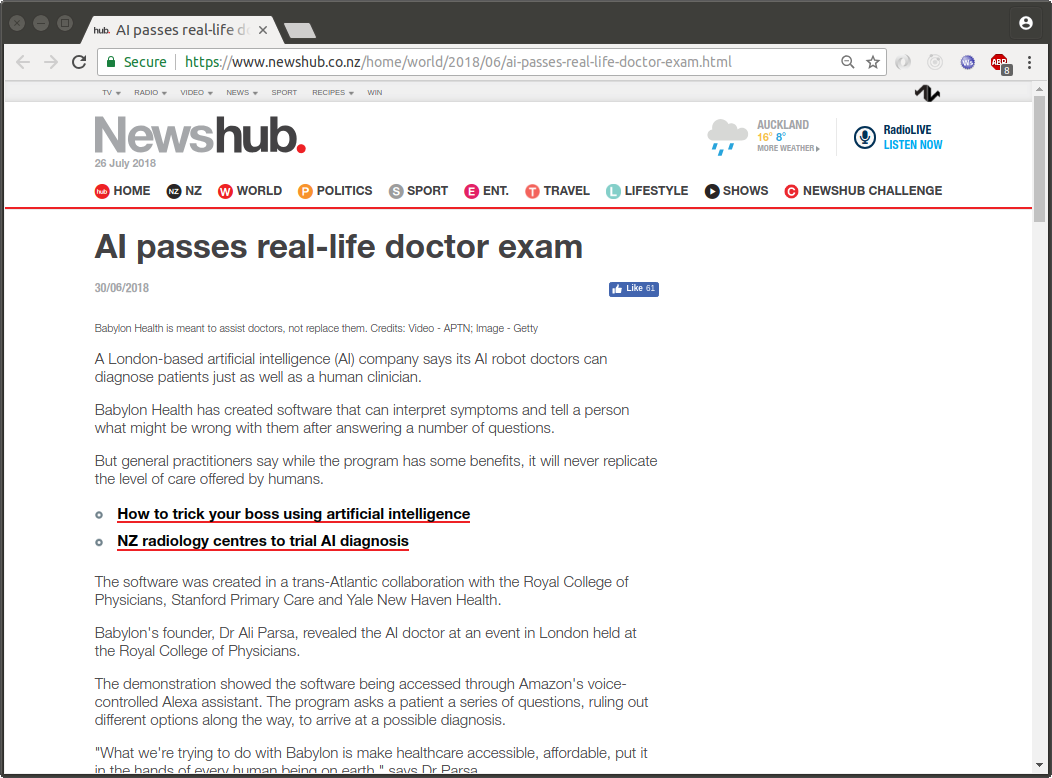 hub. AI passes real-life d
Secure https://www.newshub.co.nz/home/world/2018/06/ai-passes-real-life-doctor-exam.html
Ws
ABP
8
TV RADIO VIDEO NEWS SPORT RECIPES WIN
Newshub.
26 July 2018
AUCKLAND
16° 8°
MORE WEATHER
RadioLIVE
LISTEN NOW
hub HOME NZ NZ W WORLD P POLITICS S SPORT E ENT. T TRAVEL L LIFESTYLE SHOWS C NEWSHUB CHALLENGE
AI passes real-life doctor exam
30/06/2018
Like 61
Babylon Health is meant to assist doctors, not replace them. Credits: Video - APTN; Image - Getty
A London-based artificial intelligence (AI) company says its AI robot doctors can
diagnose patients just as well as a human clinician.
Babylon Health has created software that can interpret symptoms and tell a person
what might be wrong with them after answering a number of questions.
But general practitioners say while the program has some benefits, it will never replicate
the level of care offered by humans.
How to trick your boss using artificial intelligence
NZ radiology centres to trial AI diagnosis
The software was created in a trans-Atlantic collaboration with the Royal College of
Physicians, Stanford Primary Care and Yale New Haven Health.
Babylon's founder, Dr Ali Parsa, revealed the AI doctor at an event in London held at
the Royal College of Physicians.
The demonstration showed the software being accessed through Amazon's voice-
controlled Alexa assistant. The program asks a patient a series of questions, ruling out
different options along the way, to arrive at a possible diagnosis.
"What we're trying to do with Babylon is make healthcare accessible, affordable, put it
in the hands of every human being on earth," says Dr Parsa.